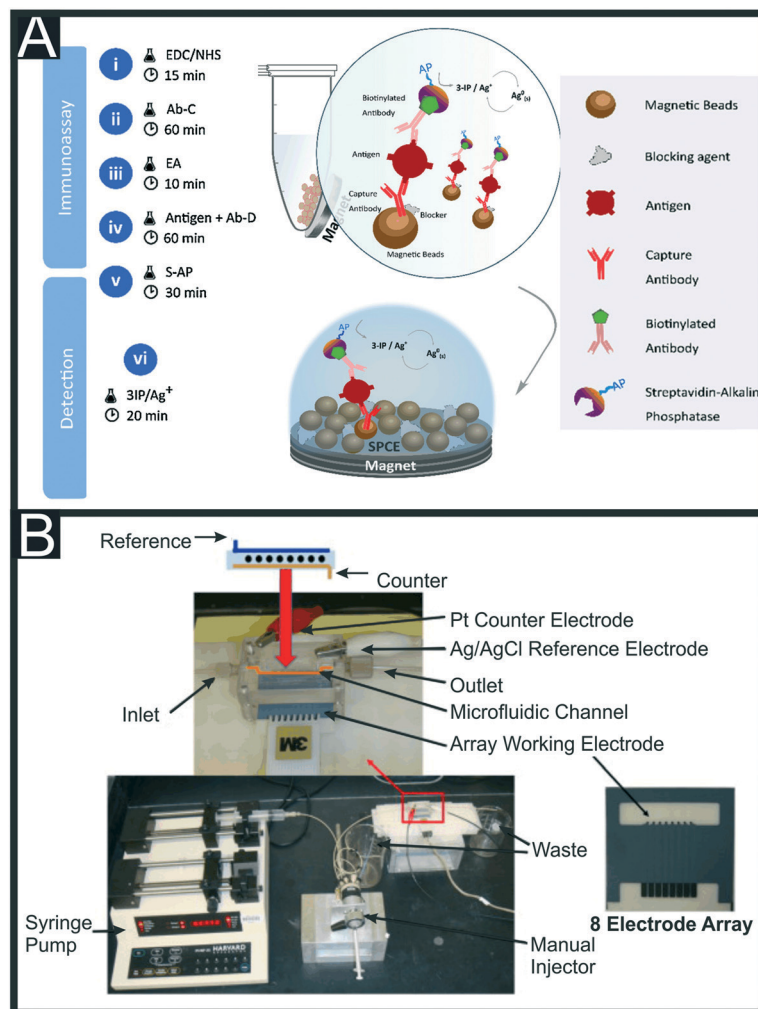 A
Immunoassay
i
EDC/NHS
15 min
ii
Ab-C
60 min
iii
EA
10 min
iv
Antigen + Ab-D
60 min
v
S-AP
30 min
Detection
vi
3IP/Ag+
20 min
Magnet
AP
3-IP / Ag+
Ag0(s)
Biotinylated
Antibody
Antigen
Capture
Antibody
Blocker
Magnetic Beads
AP
AP
AP
3-IP / Ag+
Ag0(s)
SPCE
Magnet
Magnetic Beads
Blocking agent
Antigen
Capture
Antibody
Biotinylated
Antibody
AP
Streptavidin-Alkalin
Phosphatase
B
Reference
Counter
Pt Counter Electrode
Ag/AgCl Reference Electrode
Outlet
Inlet
Microfluidic Channel
Array Working Electrode
3M
Waste
Syringe
Pump
HARVARD
Manual
Injector
8 Electrode Array